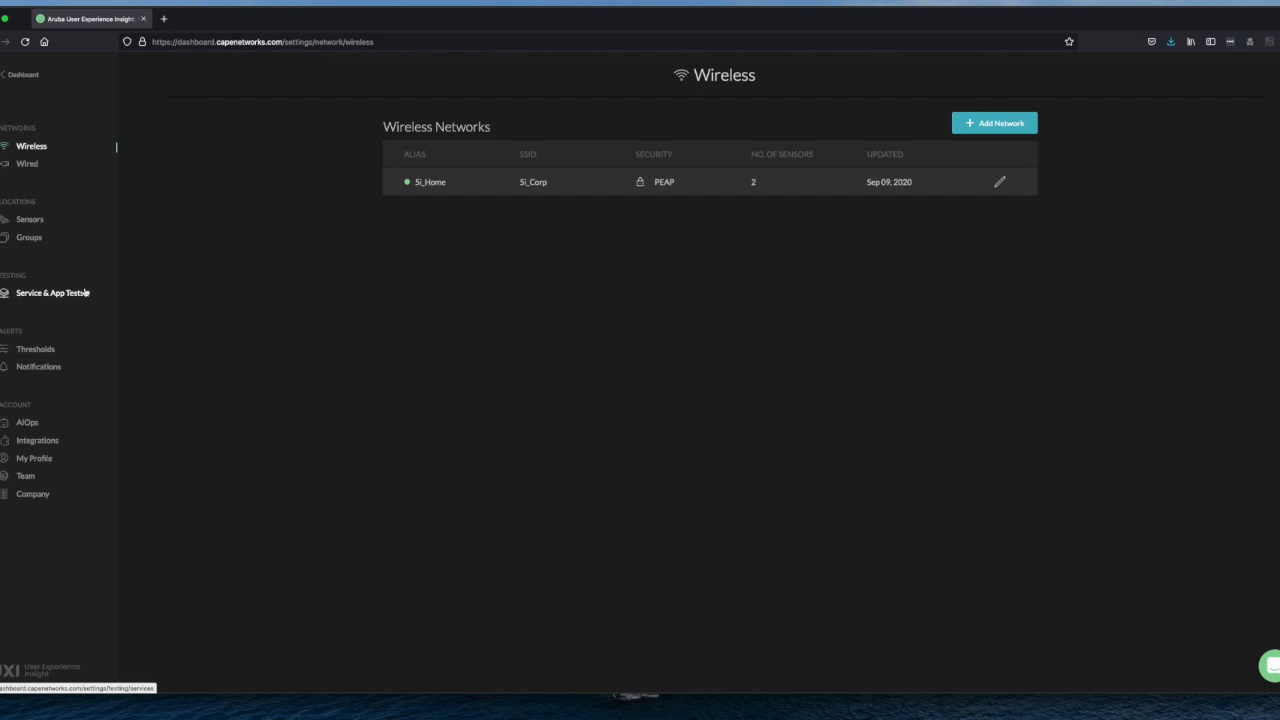 Aruba User Experience Insight
https://dashboard.capenetworks.com/settings/network/wireless
Dashboard
NETWORKS
Wireless
Wired
LOCATIONS
Sensors
Groups
TESTING
Service & App Tests
ALERTS
Thresholds
Notifications
ACCOUNT
AIOps
Integrations
My Profile
Team
Company
UXI User Experience
Insight
ashboard.capenetworks.com/settings/testing/services
Wireless
Wireless Networks
+ Add Network
ALIAS SSID SECURITY NO. OF SENSORS UPDATED
5i_Home 5i_Corp PEAP 2 Sep 09, 2020